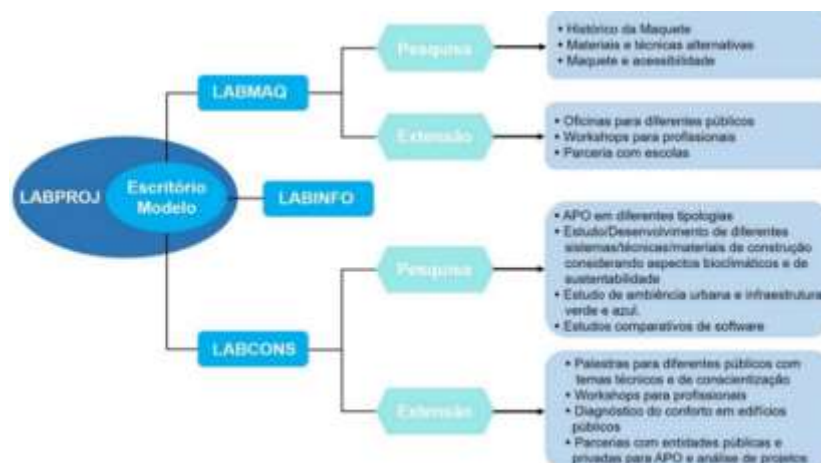 LABPROJ
Escritório
Modelo
LABMAQ
Pesquisa
• Histórico da Maquete
• Materiais e técnicas alternativas
• Maquete e acessibilidade
Extensão
• Oficinas para diferentes públicos
• Workshops para profissionais
• Parceria com escolas
LABINFO
LABCONS
Pesquisa
• APO em diferentes tipologias
• Estudo/Desenvolvimento de diferentes
sistemas/técnicas/materiais de construção
considerando aspectos bioclimáticos e de
sustentabilidade
• Estudo de ambiência urbana e infraestrutura
verde e azul.
• Estudos comparativos de software
Extensão
• Palestras para diferentes públicos com
temas técnicos e de conscientização
• Workshops para profissionais
• Diagnóstico do conforto em edifícios
públicos
• Parcerias com entidades públicas e
privadas para APO e análise de projetos